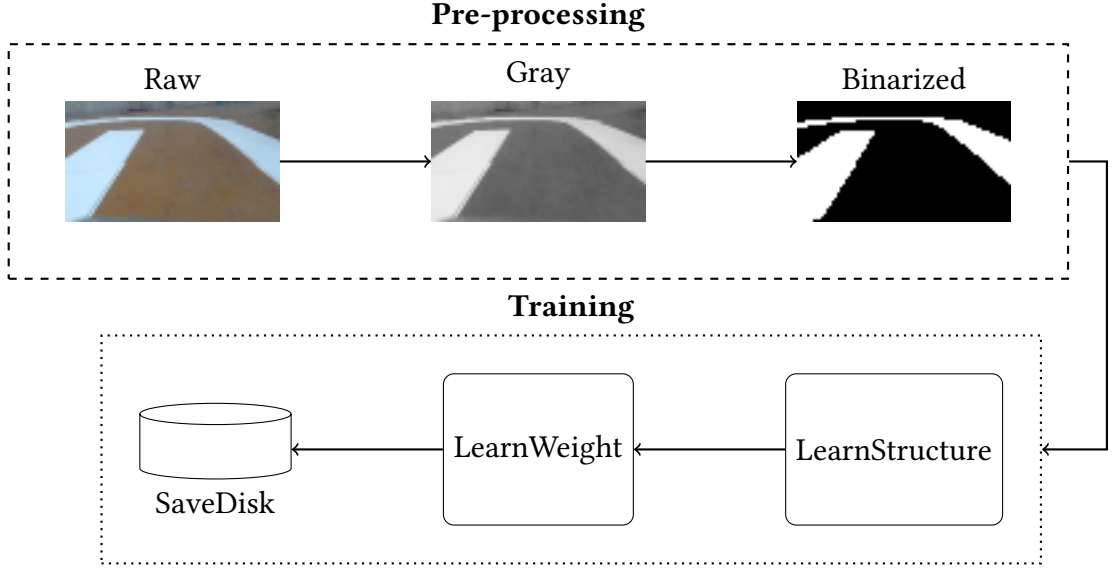 Pre-processing
Raw
Gray
Binarized
Training
SaveDisk
LearnWeight
LearnStructure